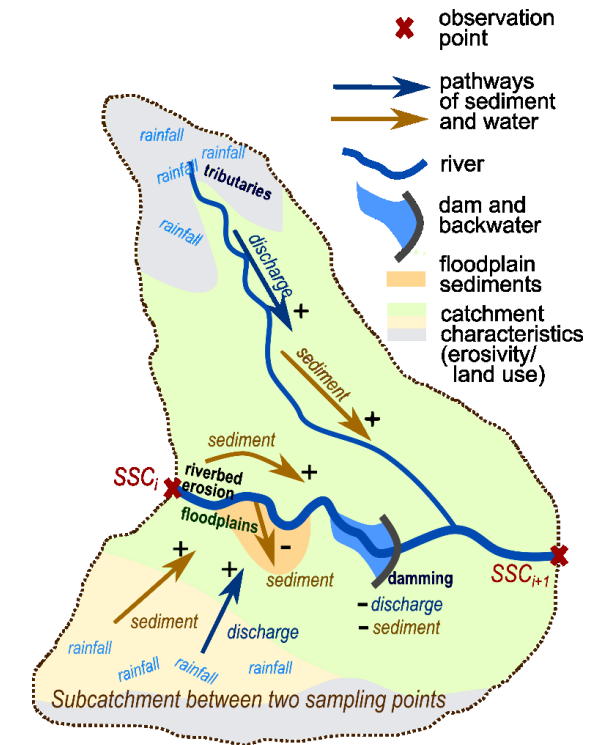 observation
point
pathways
of sediment
and water
river
dam and
backwater
floodplain
sediments
catchment
characteristics
(erosivity/
land use)
rainfall
rainfall
rainfall
tributaries
rainfall
discharge
+
sediment
+
sediment
+
SSCi
riverbed
erosion
floodplains
-
sediment
damming
- discharge
- sediment
SSCi+1
+
sediment
+
discharge
rainfall
rainfall
rainfall
rainfall
Subcatchment between two sampling points